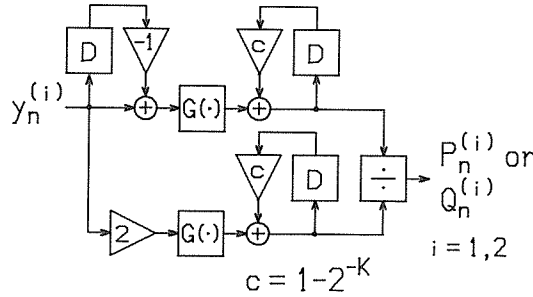 -1
c
D
D
y_n^(i)
+
G(·)
+
÷
P_n^(i) or
Q_n^(i)
c
D
2
G(·)
+
i = 1,2
c = 1-2^-K